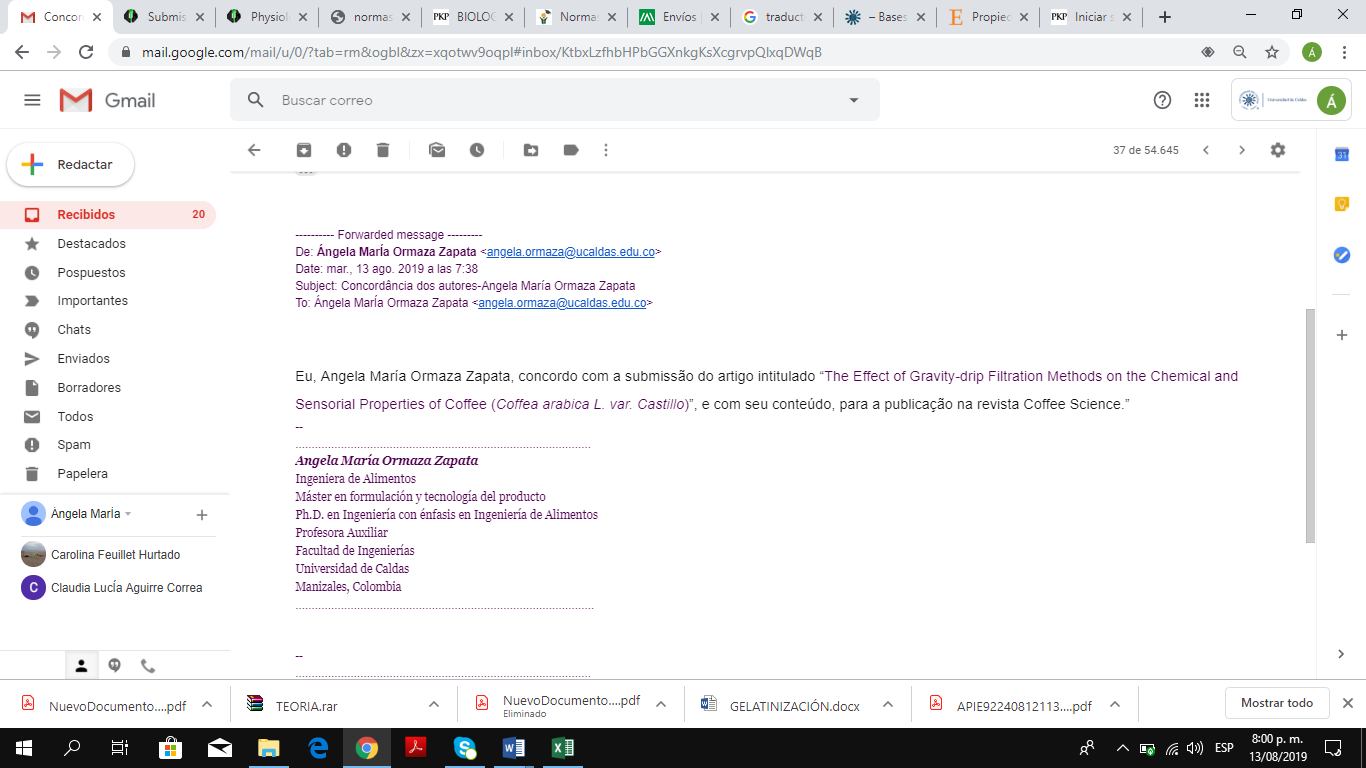 Concor
Submis
Physiol
normas
BIOLOG
Normas
Envíos
traduct
– Bases
Propied
Iniciar s
mail.google.com/mail/u/0/?tab=rm&ogbl&zx=xqotwv9oqpl#inbox/KtbxLzfhbHPbGGXnkgKsXcgrvpQlxqDWqB
Á
Gmail
Buscar correo
Universidad de Caldas
Á
Redactar
37 de 54.645
Recibidos 20
Destacados
Pospuestos
Importantes
Chats
Enviados
Borradores
Todos
Spam
Papelera
Ángela María
Carolina Feuillet Hurtado
C Claudia Lucía Aguirre Correa
---------- Forwarded message ---------
De: Ángela María Ormaza Zapata <angela.ormaza@ucaldas.edu.co>
Date: mar., 13 ago. 2019 a las 7:38
Subject: Concordância dos autores-Angela María Ormaza Zapata
To: Ángela María Ormaza Zapata <angela.ormaza@ucaldas.edu.co>
Eu, Angela María Ormaza Zapata, concordo com a submissão do artigo intitulado “The Effect of Gravity-drip Filtration Methods on the Chemical and
Sensorial Properties of Coffee (Coffea arabica L. var. Castillo)”, e com seu conteúdo, para a publicação na revista Coffee Science.”
--
Angela María Ormaza Zapata
Ingeniera de Alimentos
Máster en formulación y tecnología del producto
Ph.D. en Ingeniería con énfasis en Ingeniería de Alimentos
Profesora Auxiliar
Facultad de Ingenierías
Universidad de Caldas
Manizales, Colombia
--
NuevoDocumento....pdf
TEORIA.rar
NuevoDocumento....pdf
Eliminado
GELATINIZACIÓN.docx
APIE92240812113....pdf
Mostrar todo
ESP
8:00 p. m.
13/08/2019